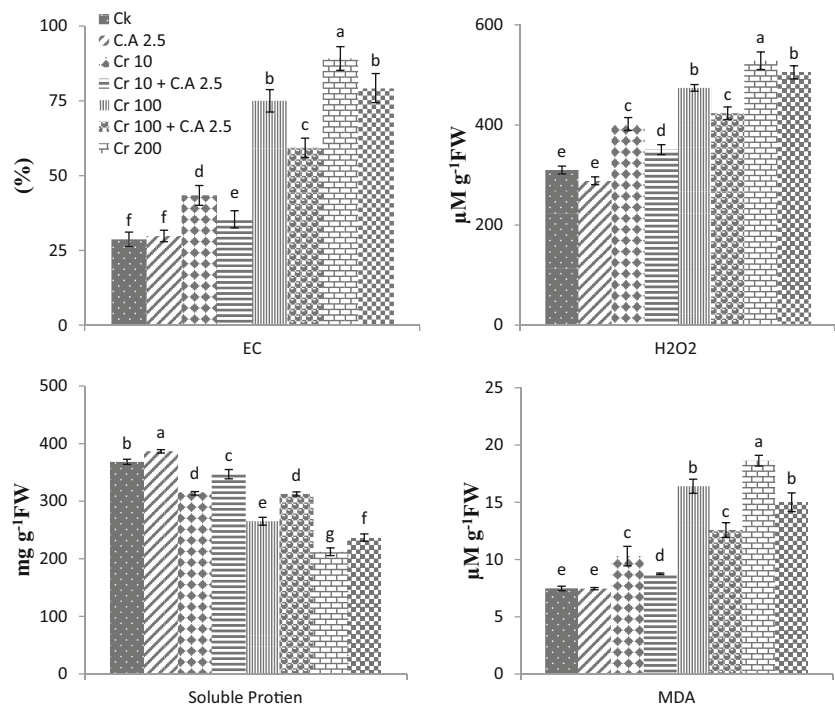 Ck
C.A 2.5
Cr 10
Cr 10 + C.A 2.5
Cr 100
Cr 100 + C.A 2.5
Cr 200
100
75
50
25
0
(%)
f
f
d
e
b
c
a
b
EC
600
400
200
0
µM g-1FW
e
e
c
d
b
c
a
b
H2O2
500
400
300
200
100
0
mg g-1FW
b
a
d
c
e
d
g
f
Soluble Protien
25
20
15
10
5
0
µM g-1FW
e
e
c
d
b
c
a
b
MDA